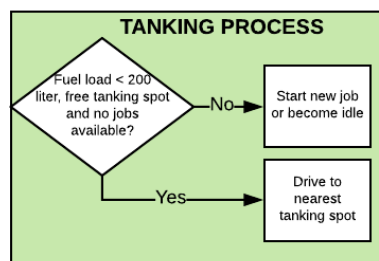 TANKING PROCESS
Fuel load < 200
liter, free tanking spot
and no jobs
available?
No
Start new job
or become idle
Yes
Drive to
nearest
tanking spot